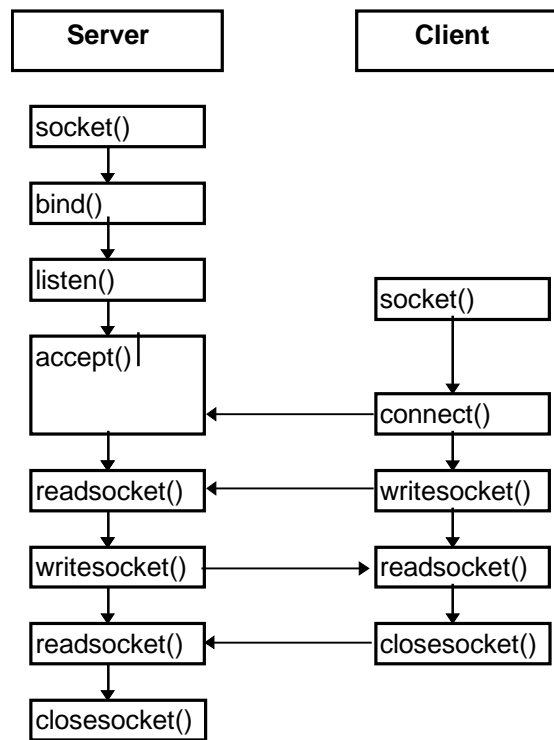 Server
Client
socket()
bind()
listen()
socket()
accept()
connect()
readsocket()
writesocket()
writesocket()
readsocket()
readsocket()
closesocket()
closesocket()